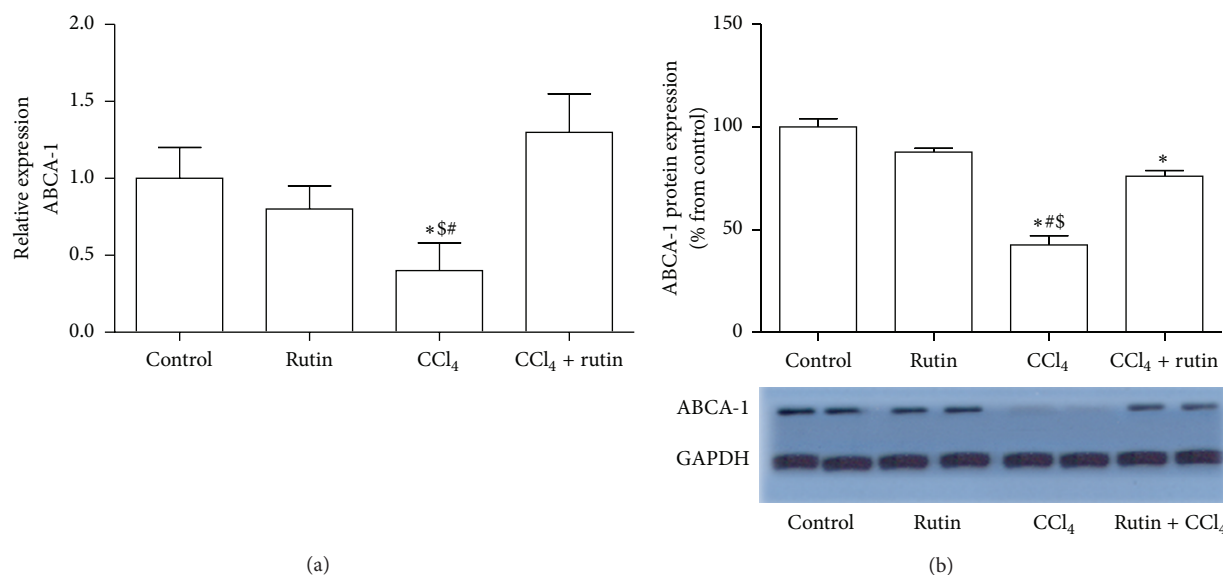 2.0
1.5
1.0
0.5
0.0
Relative expression
ABCA-1
*$#
Control Rutin CCl₄ CCl₄ + rutin
(a)
150
100
50
0
ABCA-1 protein expression
(% from control)
*#$
*
Control Rutin CCl₄ CCl₄ + rutin
ABCA-1
GAPDH
Control Rutin CCl₄ Rutin + CCl₄
(b)